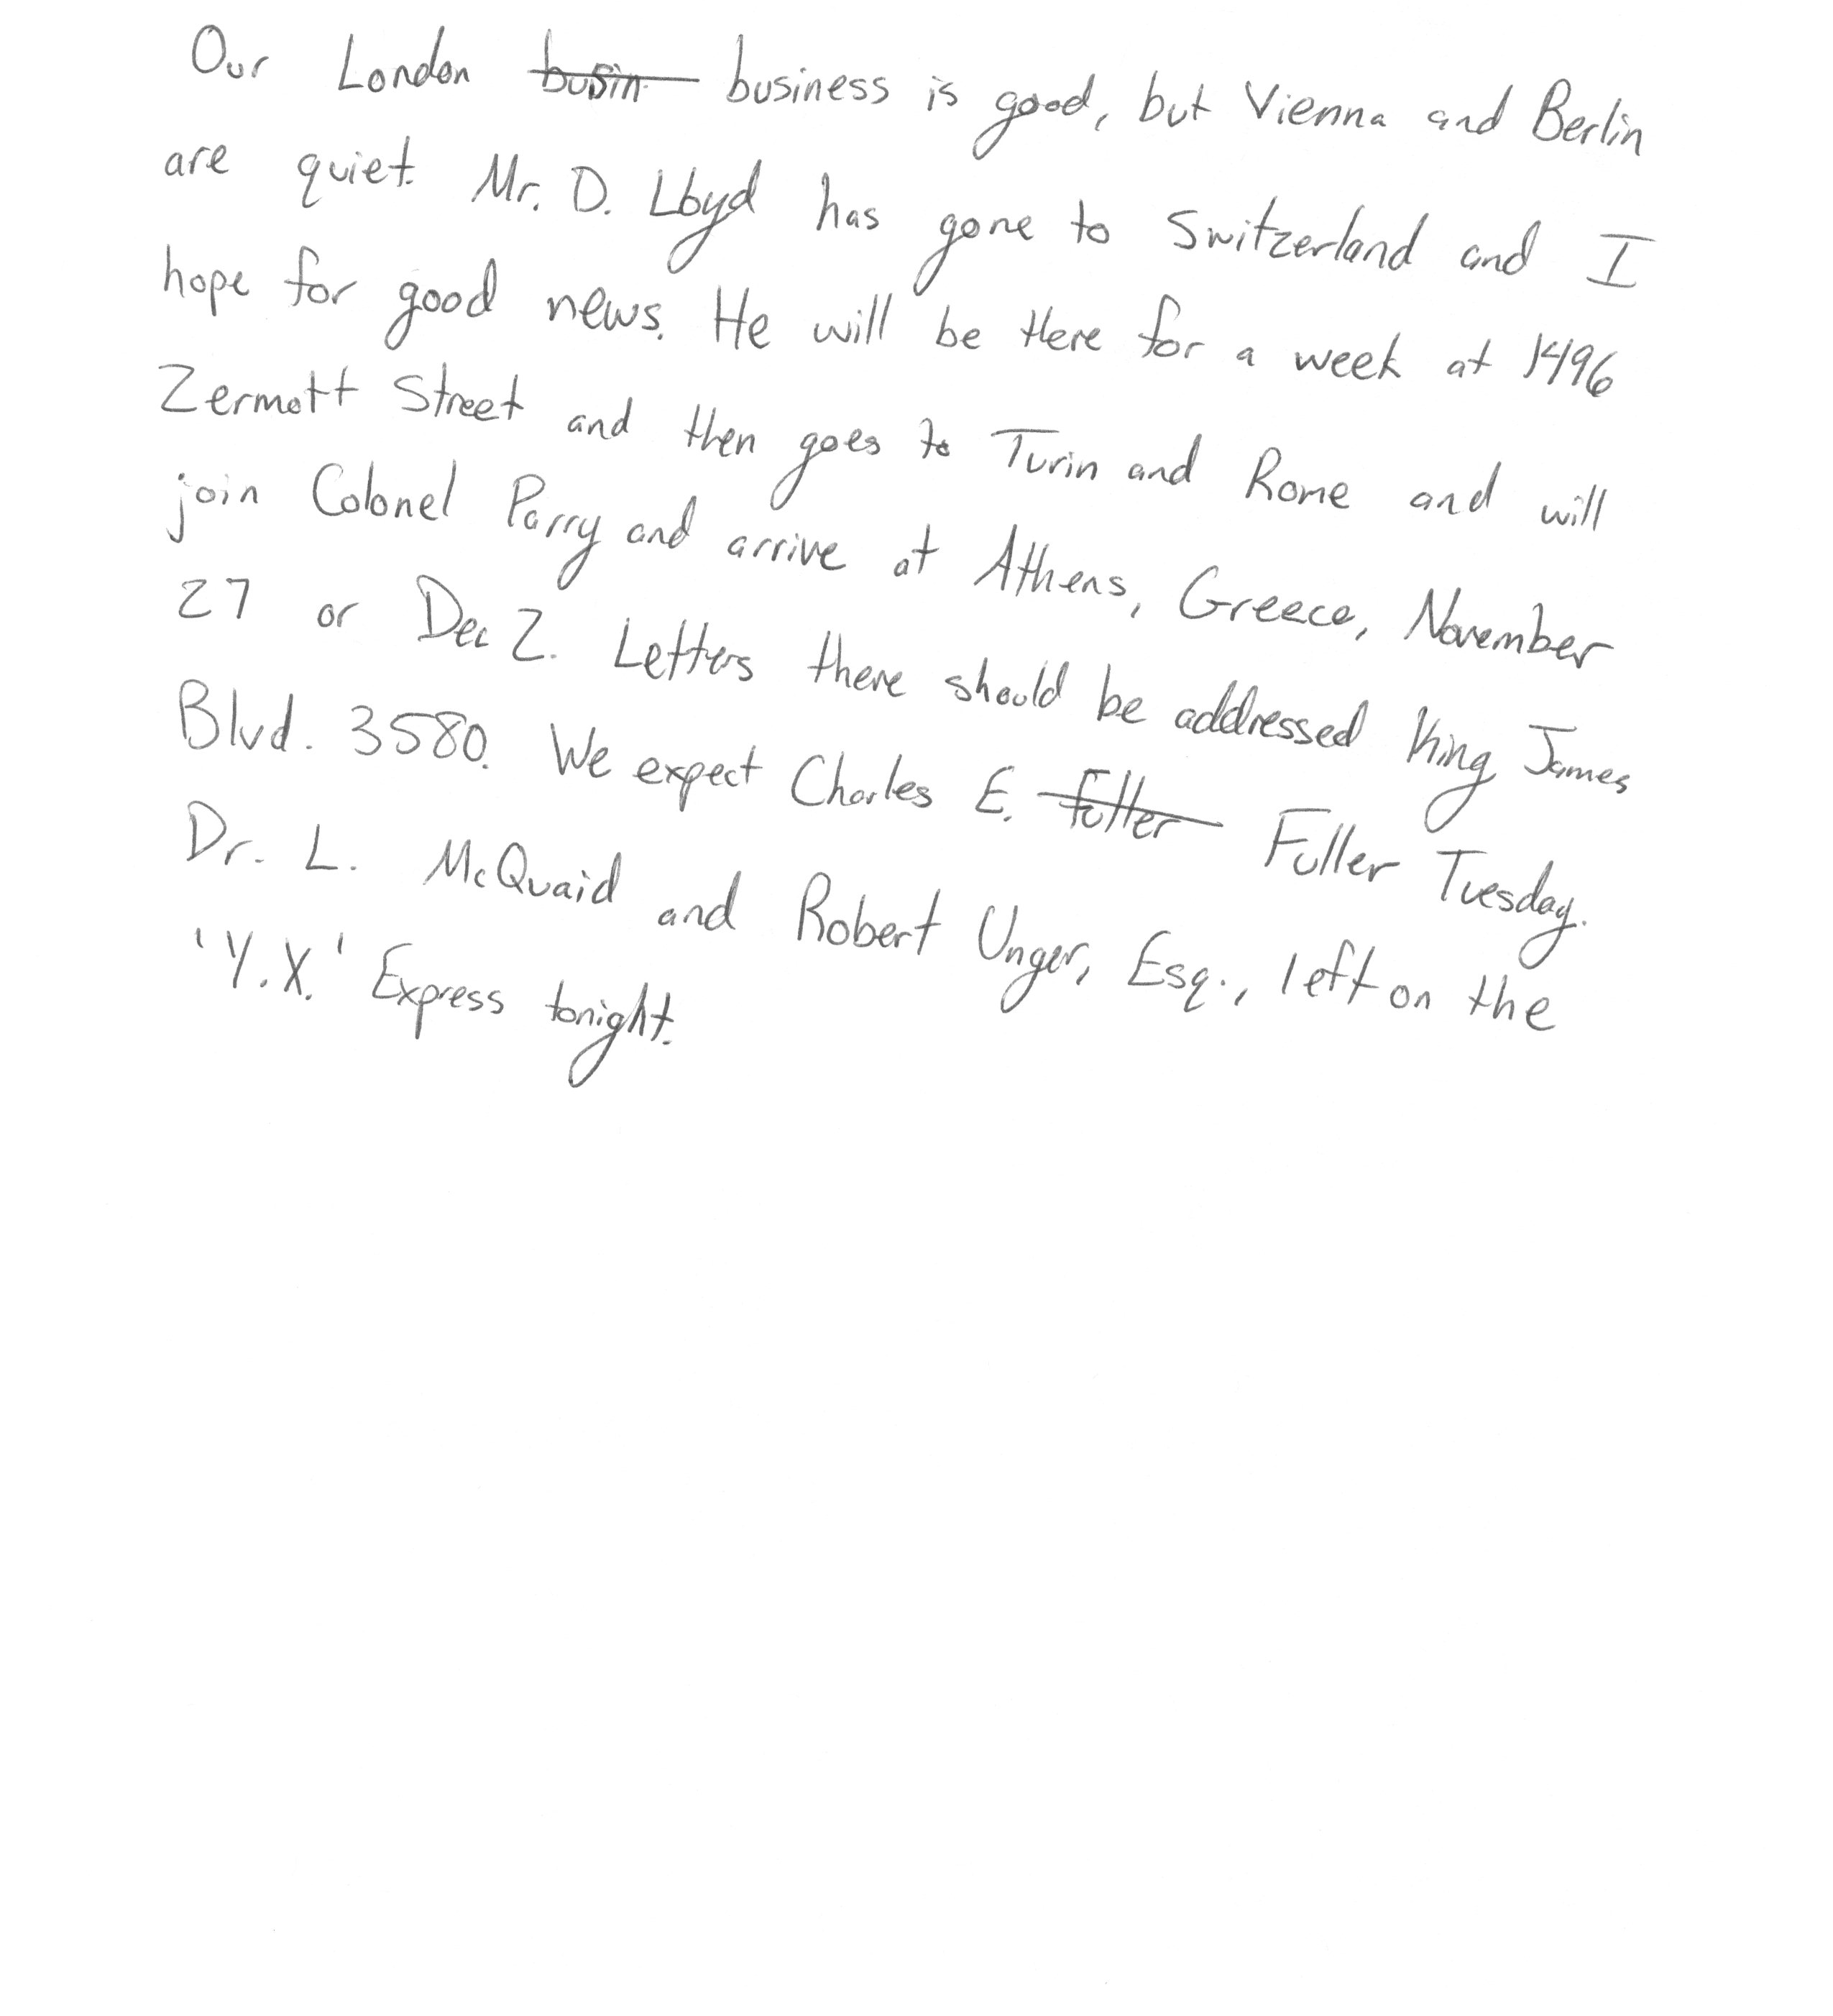 Our London busin business is good, but Vienna and Berlin
are quiet. Mr. D. Lloyd has gone to Switzerland and I
hope for good news. He will be there for a week at 1496
Zermott Street and then goes to Turin and Rome and will
join Colonel Parry and arrive at Athens, Greece, November
27 or Dec 2. Letters there should be addressed King James
Blvd. 3580. We expect Charles E. fuller Fuller Tuesday.
Dr. L. McQuaid and Robert Unger, Esq., left on the
'Y.X.' Express tonight.